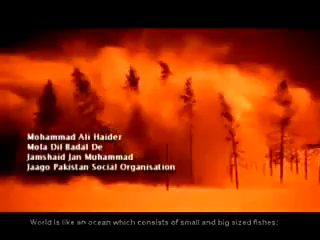 Mohammad Ali Haider
Mola Dil Badal De
Jamshaid Jan Muhammad
Jaago Pakistan Social Organisation
World is like an ocean which consists of small and big sized fishes;